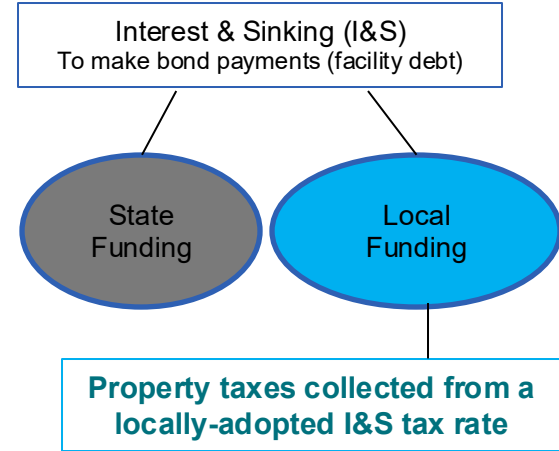 Interest & Sinking (I&S)
To make bond payments (facility debt)
State
Funding
Local
Funding
Property taxes collected from a
locally-adopted I&S tax rate